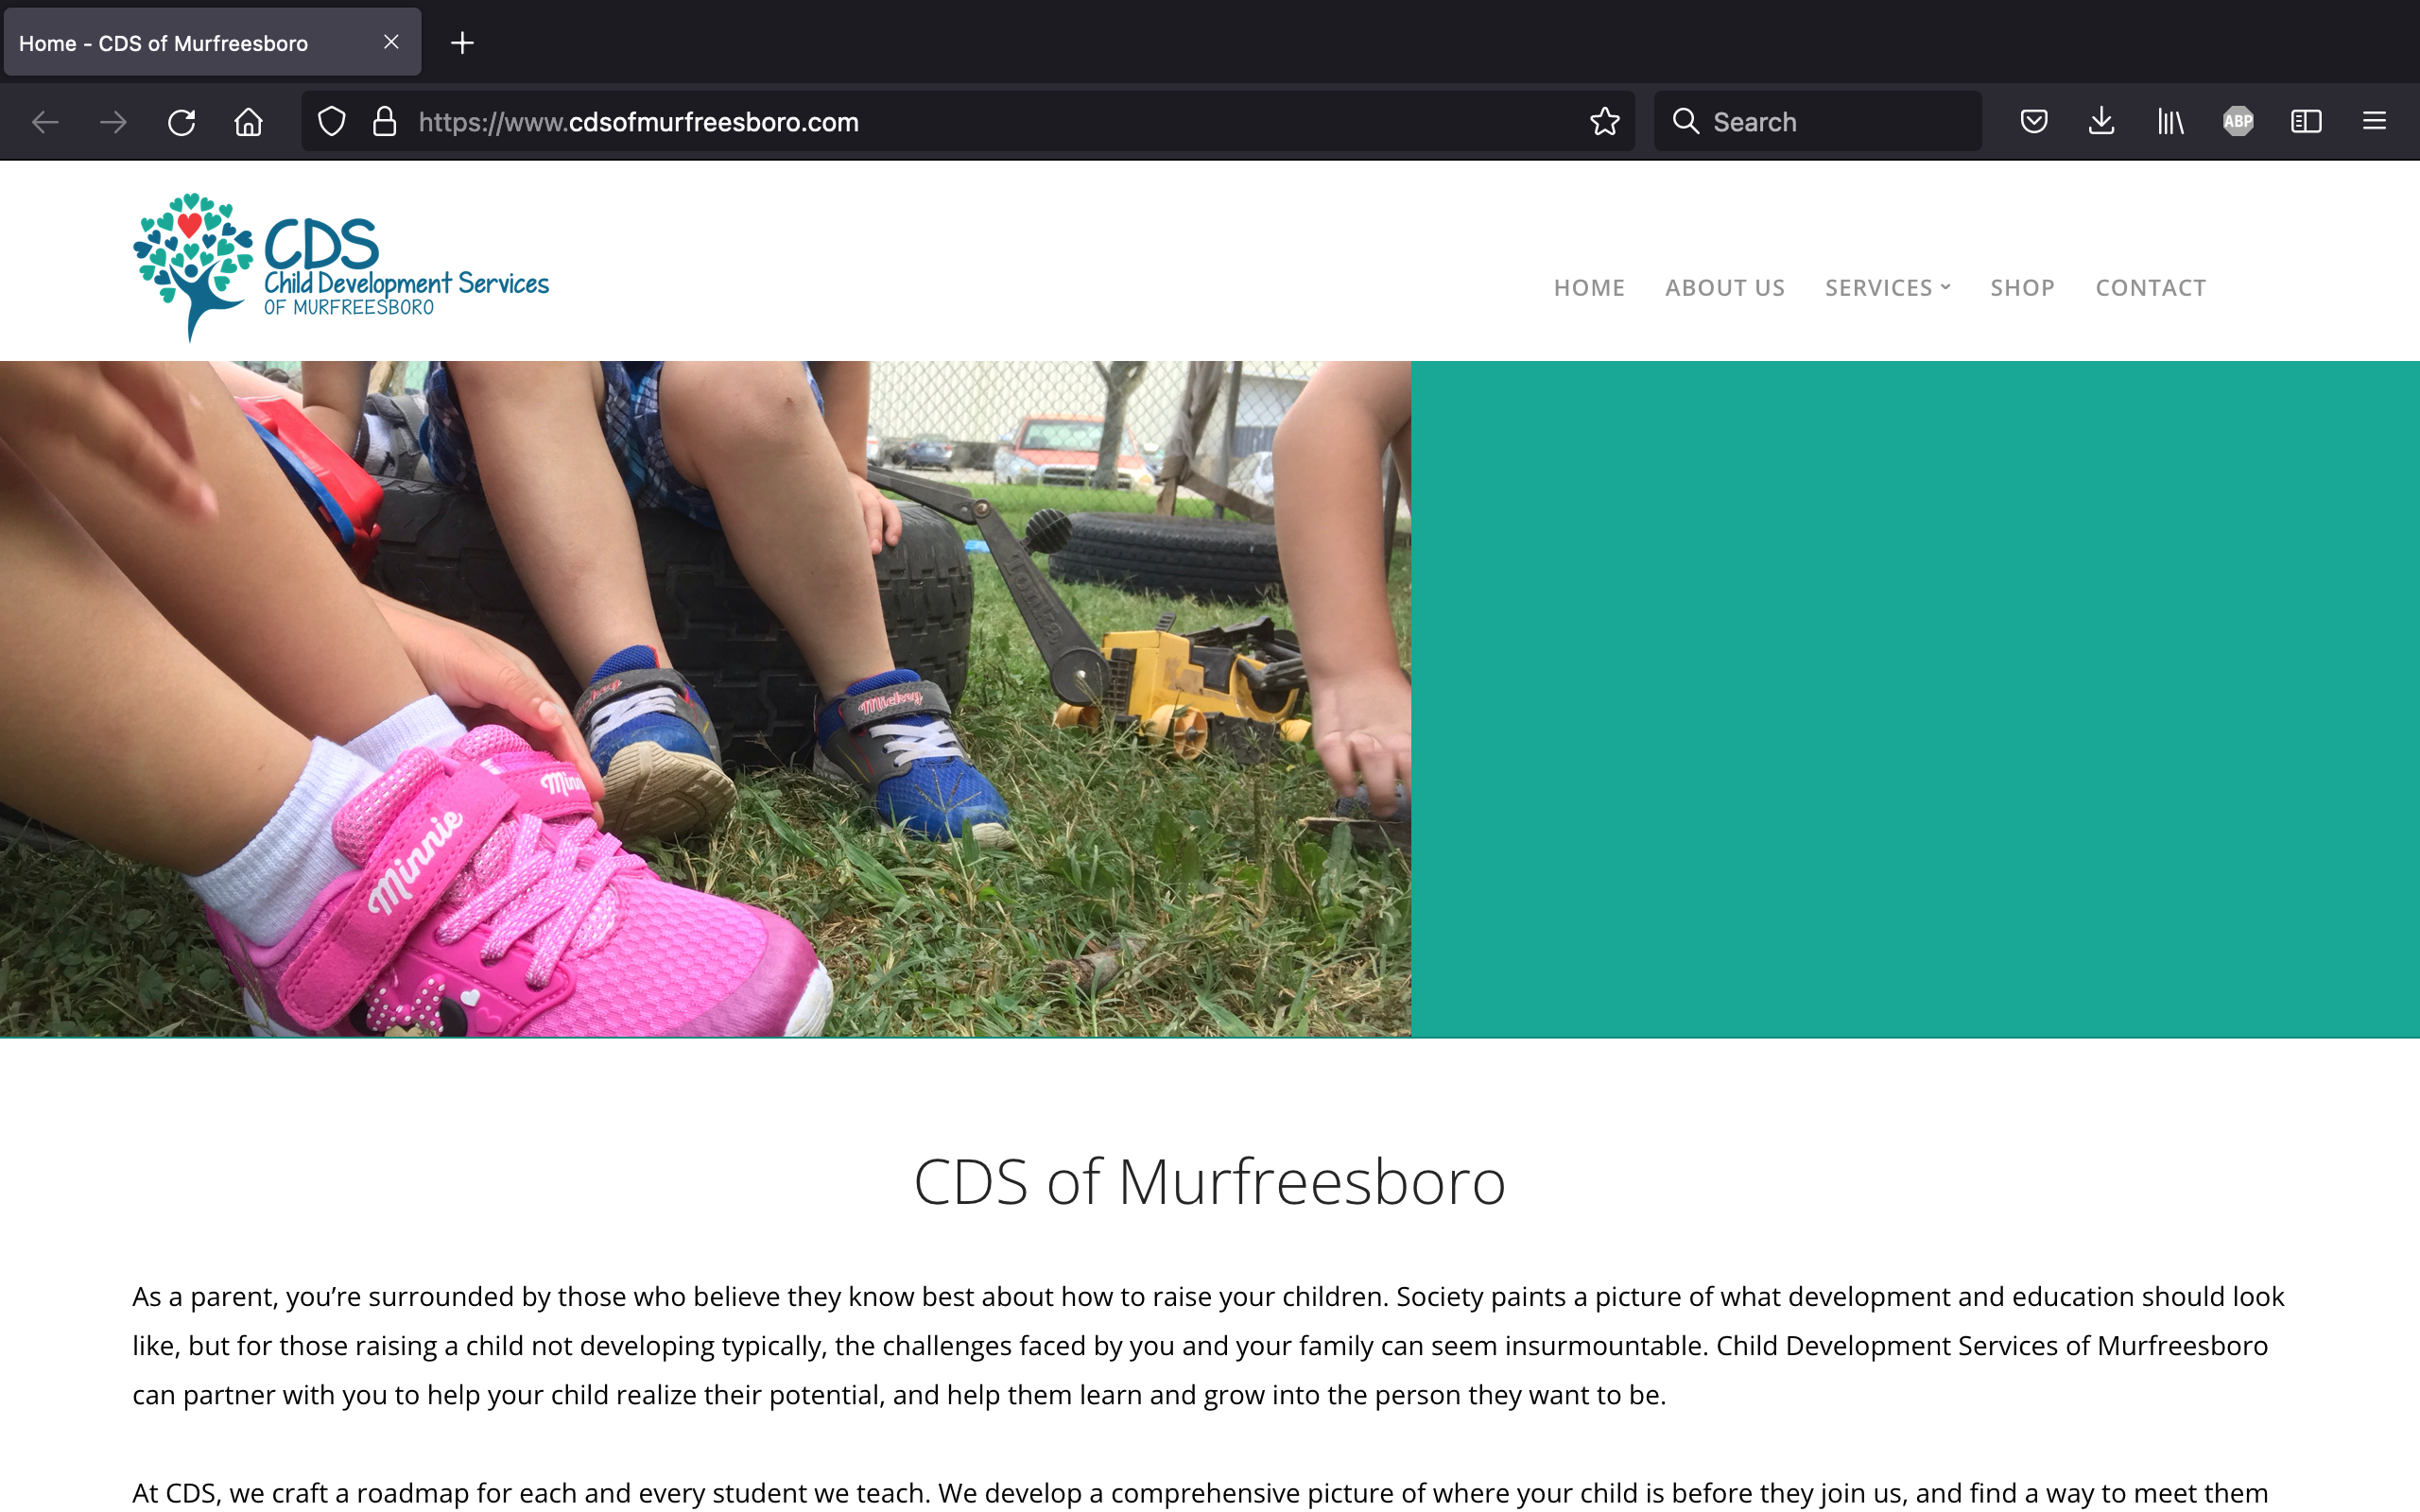 Home - CDS of Murfreesboro
https://www.cdsofmurfreesboro.com
Search
ABP
CDS
Child Development Services
OF MURFREESBORO
HOME ABOUT US SERVICES SHOP CONTACT
Tonka
Mickey
Minnie
CDS of Murfreesboro
As a parent, you’re surrounded by those who believe they know best about how to raise your children. Society paints a picture of what development and education should look
like, but for those raising a child not developing typically, the challenges faced by you and your family can seem insurmountable. Child Development Services of Murfreesboro
can partner with you to help your child realize their potential, and help them learn and grow into the person they want to be.
At CDS, we craft a roadmap for each and every student we teach. We develop a comprehensive picture of where your child is before they join us, and find a way to meet them